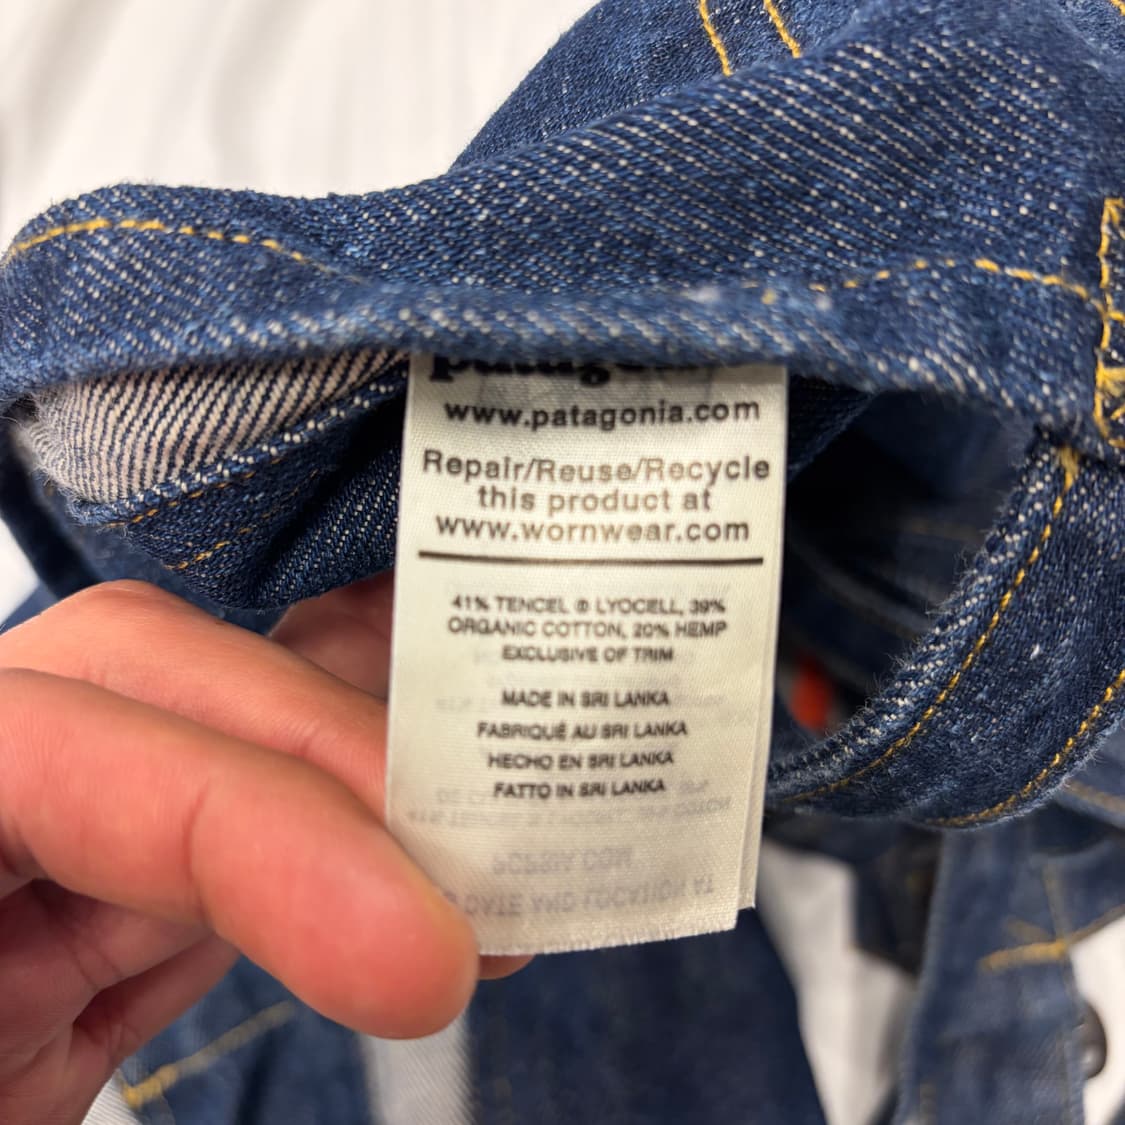 patagonia
www.patagonia.com
Repair/Reuse/Recycle
this product at
www.wornwear.com
41% TENCEL ® LYOCELL, 39%
ORGANIC COTTON, 20% HEMP
EXCLUSIVE OF TRIM
MADE IN SRI LANKA
FABRIQUÉ AU SRI LANKA
HECHO EN SRI LANKA
FATTO IN SRI LANKA